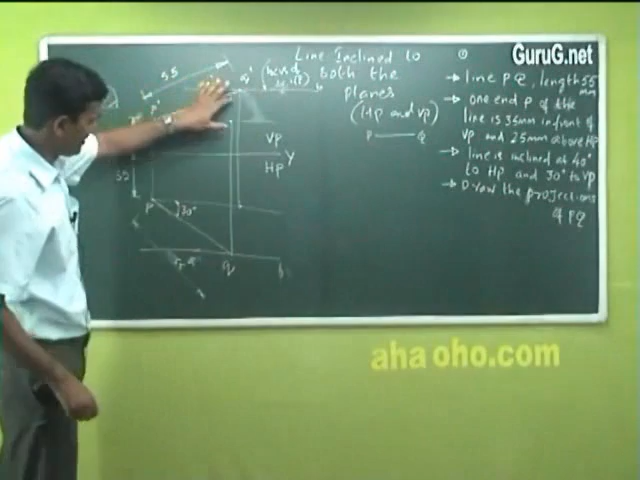 Line Inclined to
both the
planes
(Hp and Vp)
P Q
GuruG.net
→ line PQ, length 55
mm
→ one end P of the
line is 35mm infront of
Vp and 25mm above Hp
→ line is inclined at 40°
to Hp and 30° to Vp
→ Draw the projections
of PQ
55
q'
p'
VP
HP
Y
35
P
30°
q
aha oho.com